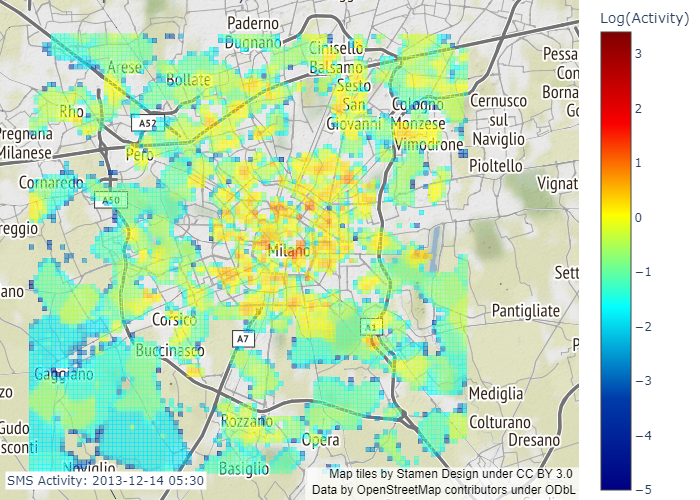 Log(Activity)
3
2
1
0
−1
−2
−3
−4
−5
Paderno
Dugnano
Cinisello
Balsamo
Arese
Bollate
Sesto
San
Giovanni
Rho
A52
Cologno
Monzese
Cernusco
sul
Naviglio
Vimodrone
Pioltello
Pessa
Con
Borna
Go
Pregnana
Milanese
Pero
Cornaredo
A50
Vignat
reggio
Milano
ano
Sett
Corsico
A7
A1
Pantigliate
P
Buccinasco
Gaggiano
zo
Mediglia
Rozzano
Opera
Colturano
Dresano
Gudo
sconti
Noviglio
Basiglio
SMS Activity: 2013-12-14 05:30
Map tiles by Stamen Design under CC BY 3.0
Data by OpenStreetMap contributors under ODbL